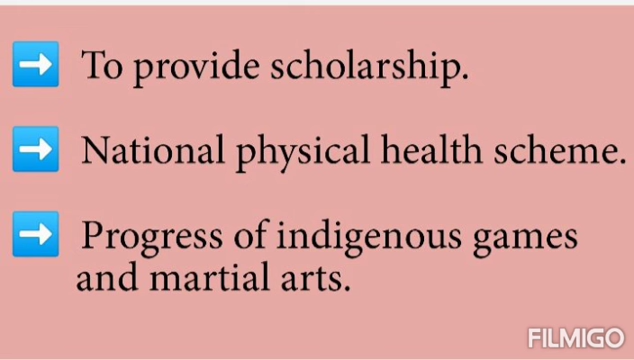 ➡ To provide scholarship.
➡ National physical health scheme.
➡ Progress of indigenous games
and martial arts.
FILMIGO